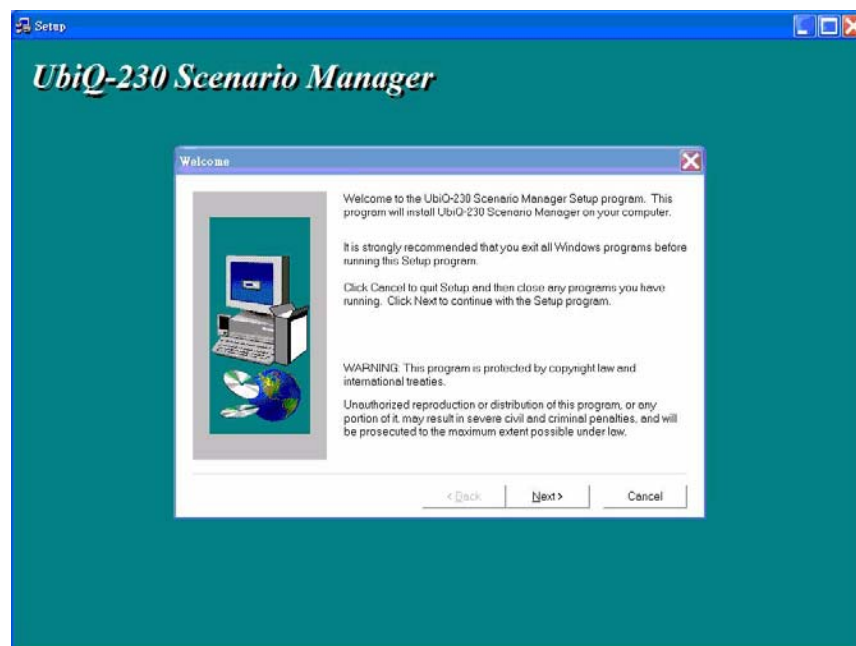 Setup
UbiQ-230 Scenario Manager
Welcome
Welcome to the UbiQ-230 Scenario Manager Setup program. This
program will install UbiQ-230 Scenario Manager on your computer.
It is strongly recommended that you exit all Windows programs before
running this Setup program.
Click Cancel to quit Setup and then close any programs you have
running. Click Next to continue with the Setup program.
WARNING: This program is protected by copyright law and
international treaties.
Unauthorized reproduction or distribution of this program, or any
portion of it, may result in severe civil and criminal penalties, and will
be prosecuted to the maximum extent possible under law.
< Back Next > Cancel